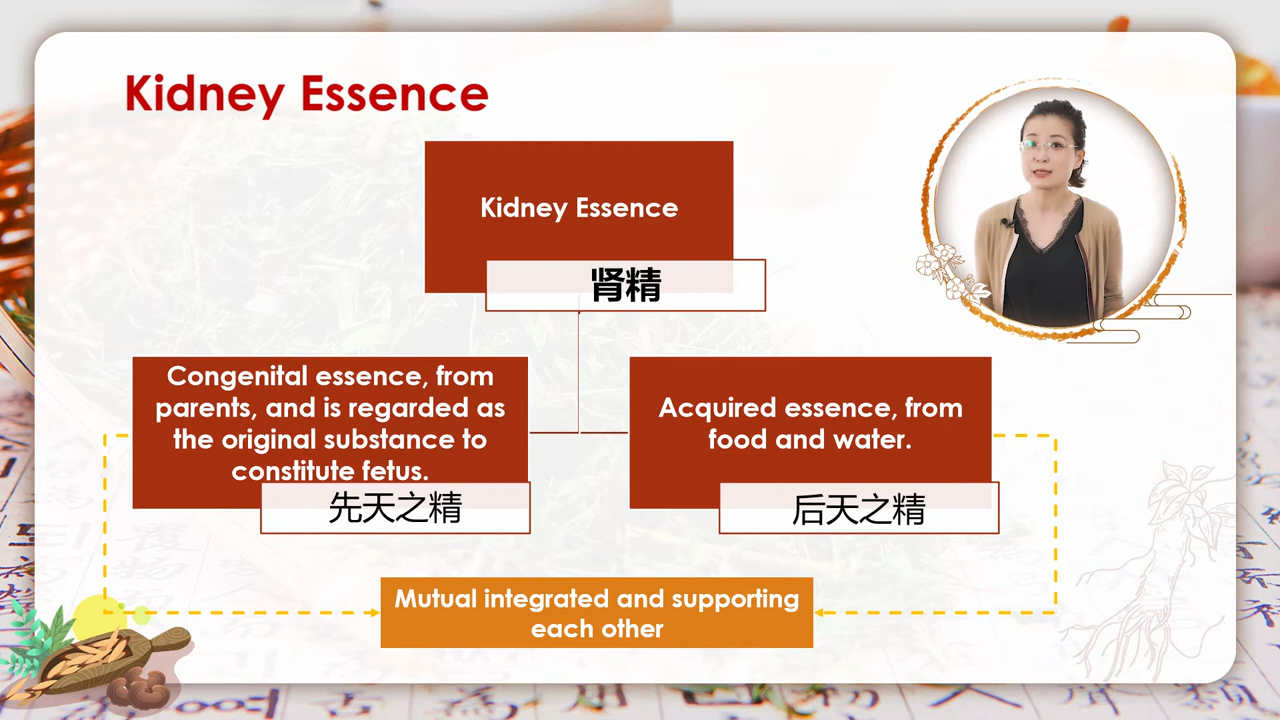 Kidney Essence
Kidney Essence
肾精
Congenital essence, from
parents, and is regarded as
the original substance to
constitute fetus.
先天之精
Acquired essence, from
food and water.
后天之精
Mutual integrated and supporting
each other